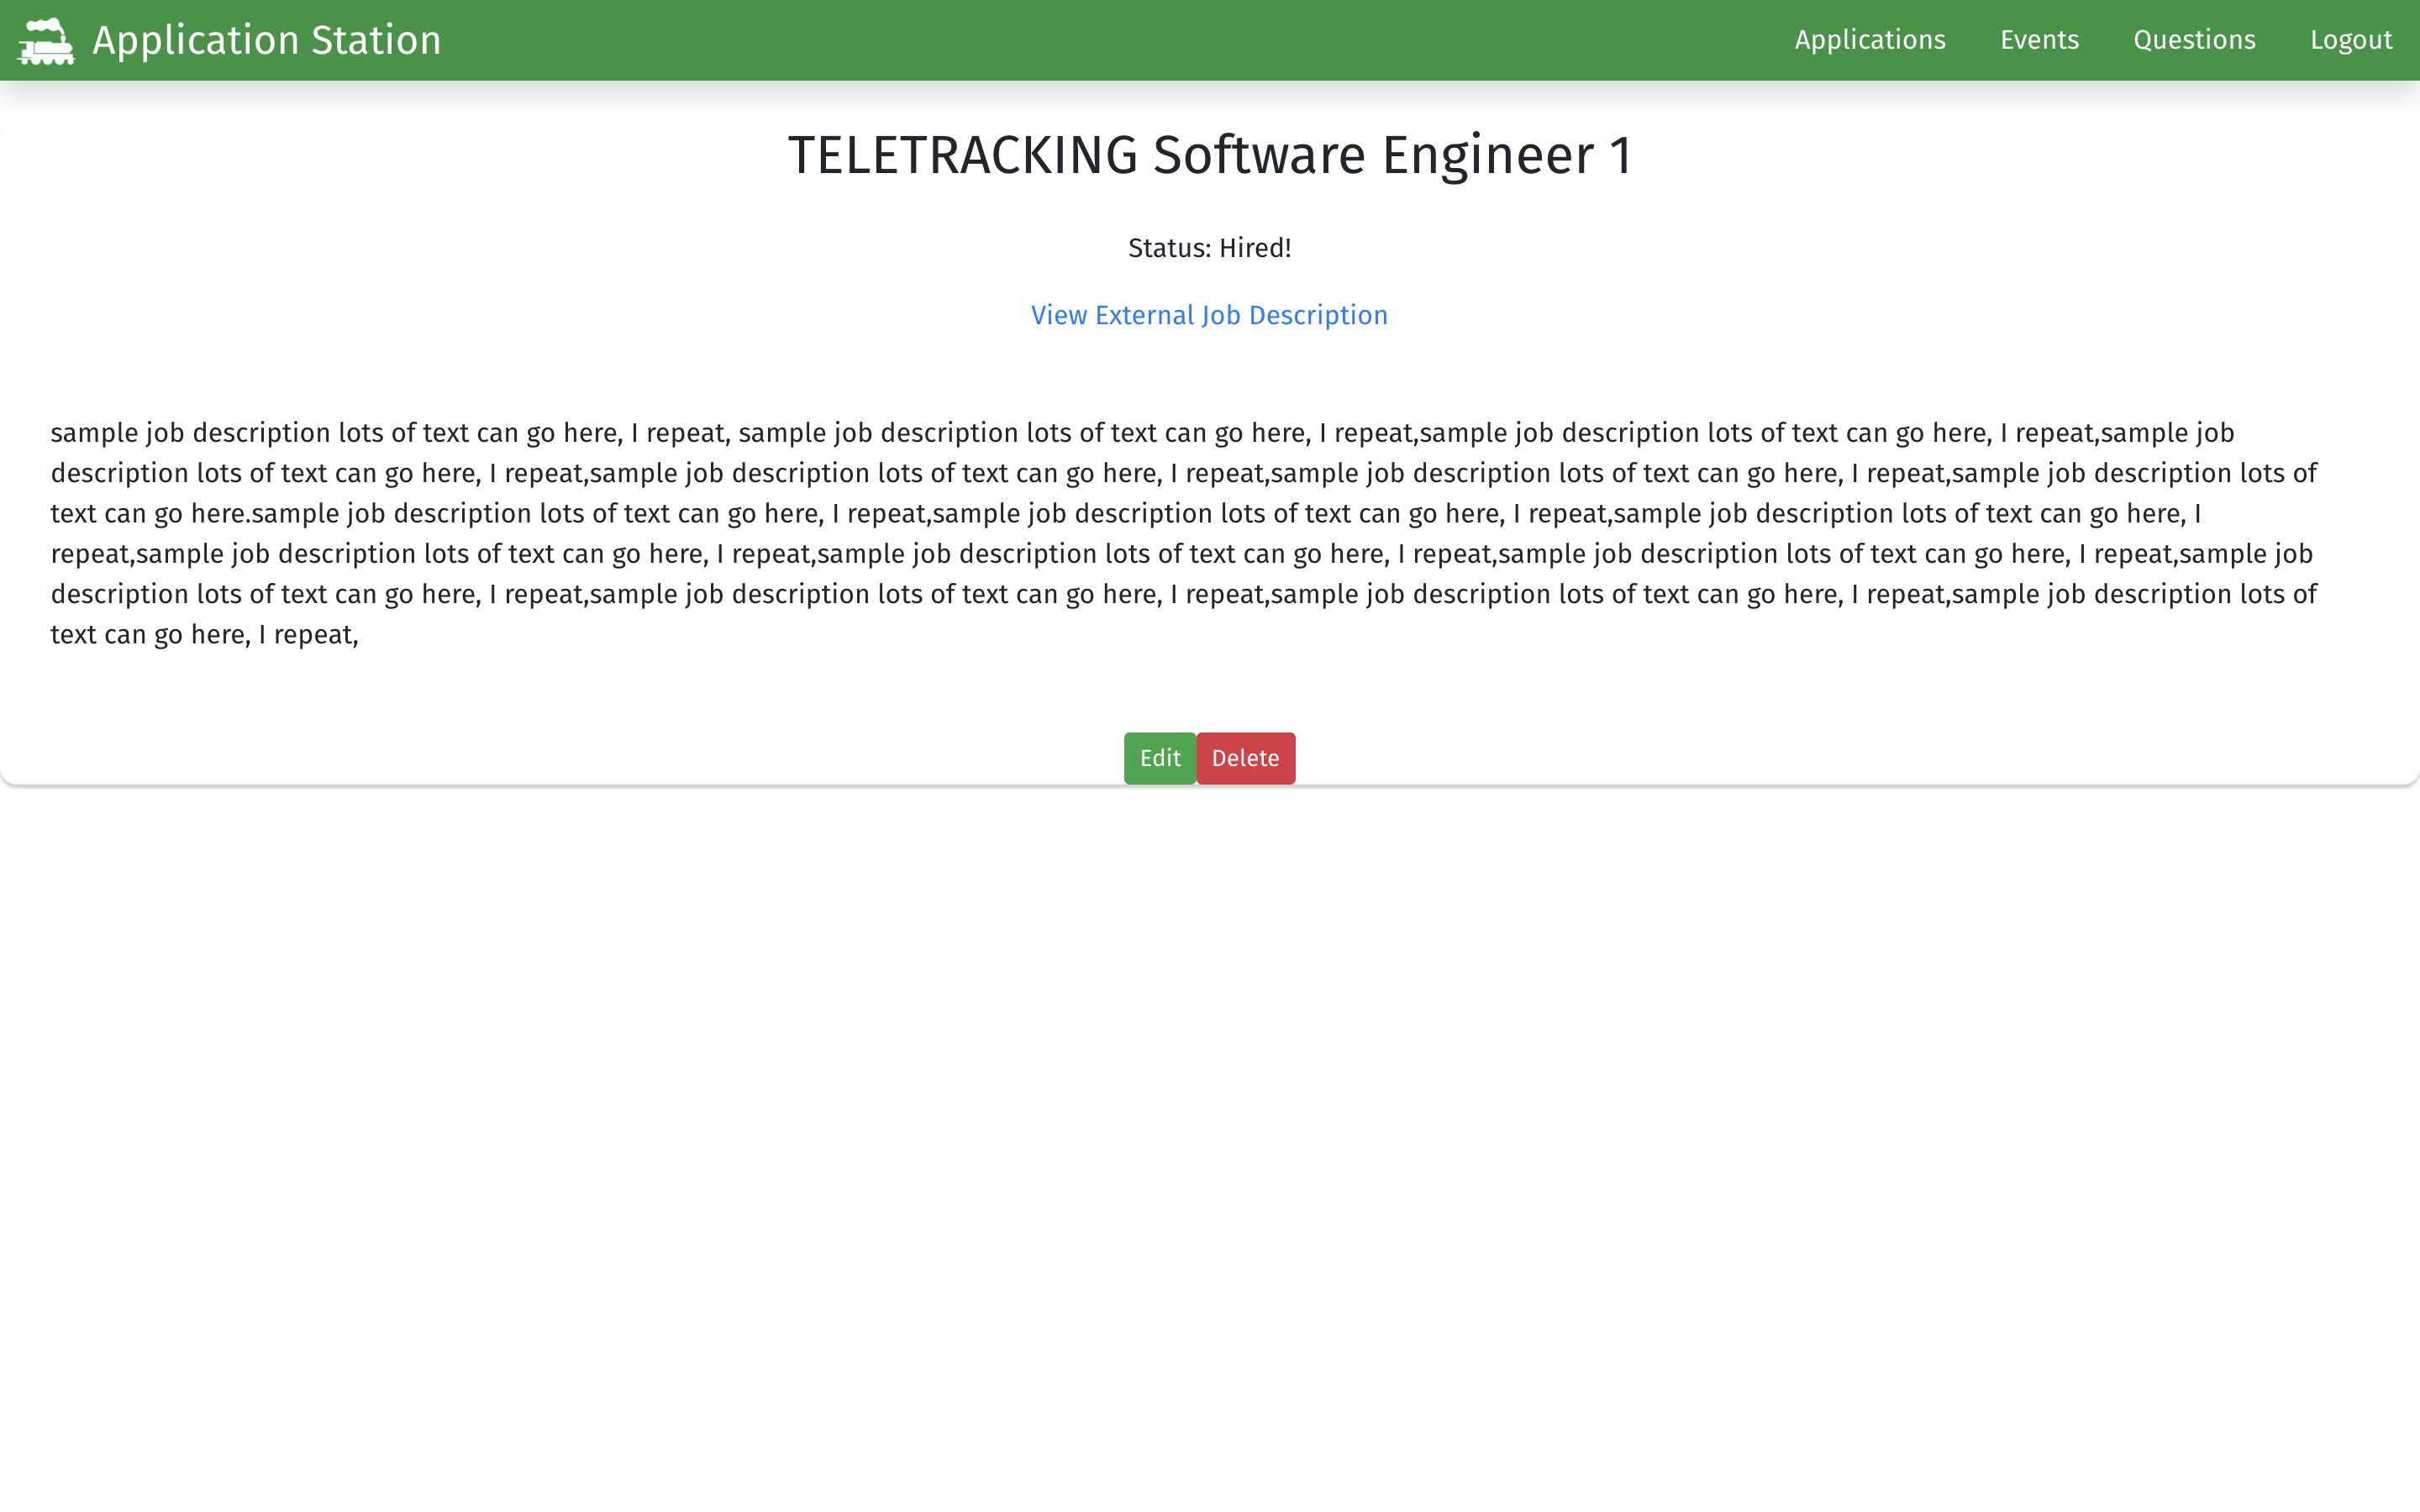 Application Station
Applications Events Questions Logout
TELETRACKING Software Engineer 1
Status: Hired!
View External Job Description
sample job description lots of text can go here, I repeat, sample job description lots of text can go here, I repeat,sample job description lots of text can go here, I repeat,sample job
description lots of text can go here, I repeat,sample job description lots of text can go here, I repeat,sample job description lots of text can go here, I repeat,sample job description lots of
text can go here.sample job description lots of text can go here, I repeat,sample job description lots of text can go here, I repeat,sample job description lots of text can go here, I
repeat,sample job description lots of text can go here, I repeat,sample job description lots of text can go here, I repeat,sample job description lots of text can go here, I repeat,sample job
description lots of text can go here, I repeat,sample job description lots of text can go here, I repeat,sample job description lots of text can go here, I repeat,sample job description lots of
text can go here, I repeat,
Edit Delete